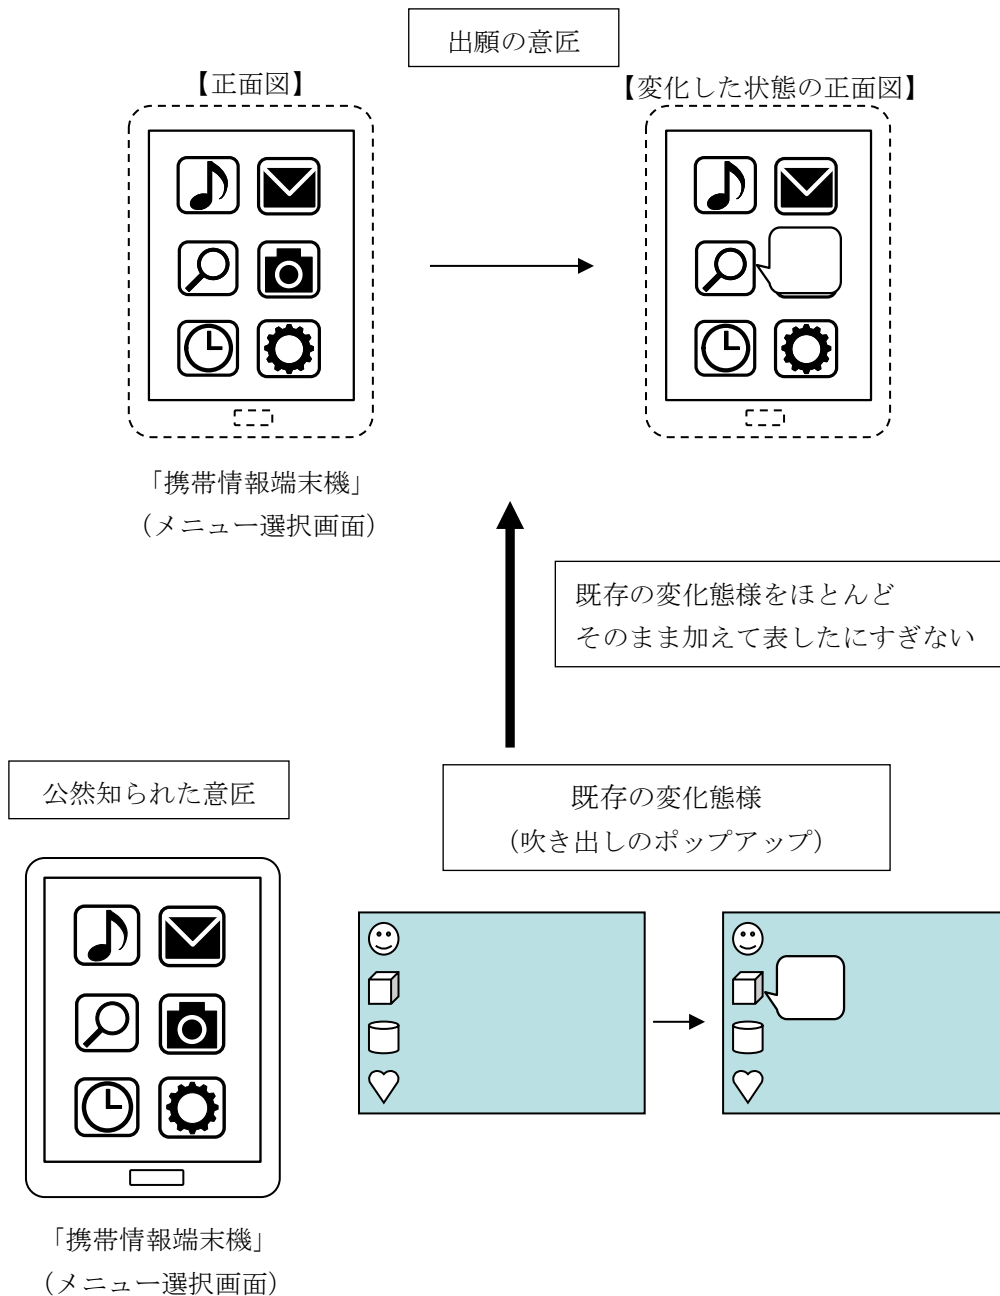 出願の意匠
【正面図】
【変化した状態の正面図】
「携帯情報端末機」
（メニュー選択画面）
既存の変化態様をほとんど
そのまま加えて表したにすぎない
公然知られた意匠
既存の変化態様
（吹き出しのポップアップ）
「携帯情報端末機」
（メニュー選択画面）